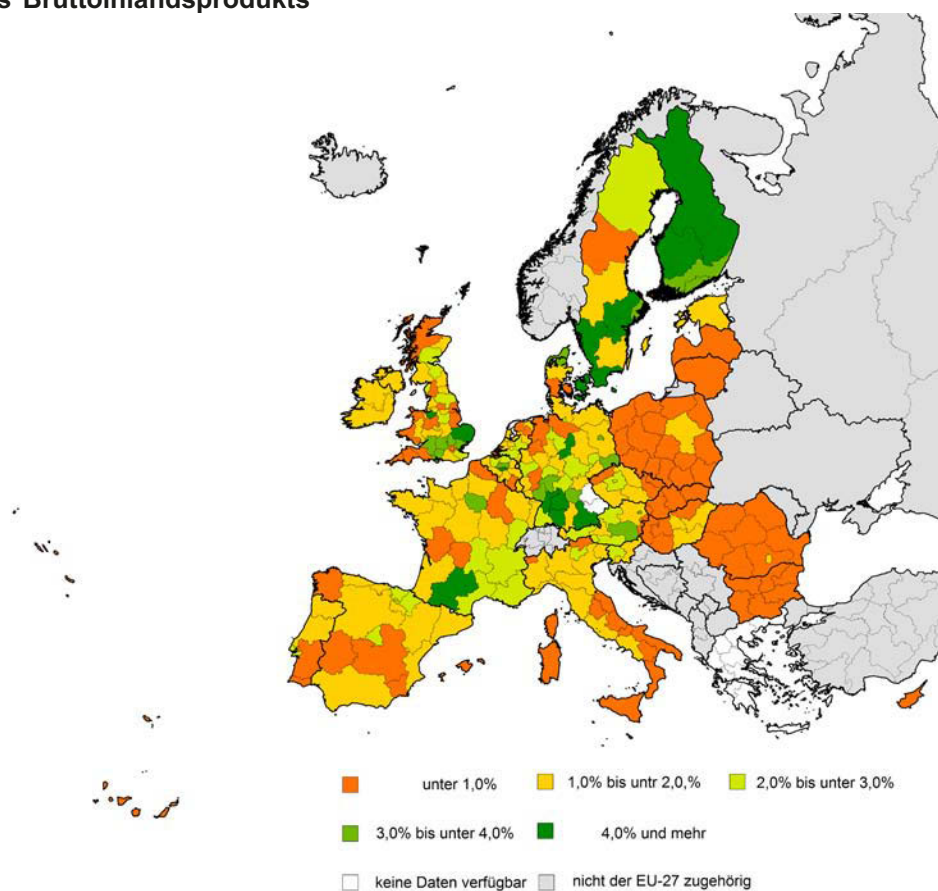 s Bruttoinlandsprodukts
unter 1,0% 1,0% bis untr 2,0,% 2,0% bis unter 3,0%
3,0% bis unter 4,0% 4,0% und mehr
keine Daten verfügbar nicht der EU-27 zugehörig